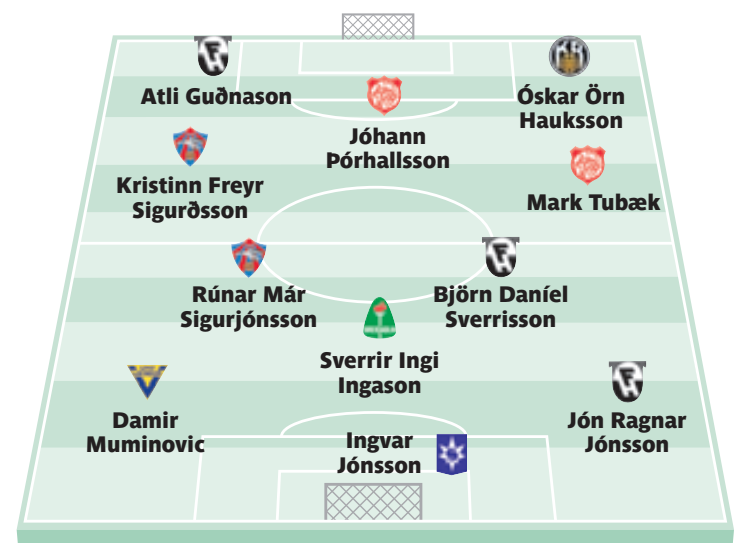 Atli Guðnason
Óskar Örn
Hauksson
Jóhann
Þórhallsson
Kristinn Freyr
Sigurðsson
Mark Tubæk
Rúnar Már
Sigurjónsson
Björn Daníel
Sverrisson
Sverrir Ingi
Ingason
Damir
Muminovic
Jón Ragnar
Jónsson
Ingvar
Jónsson